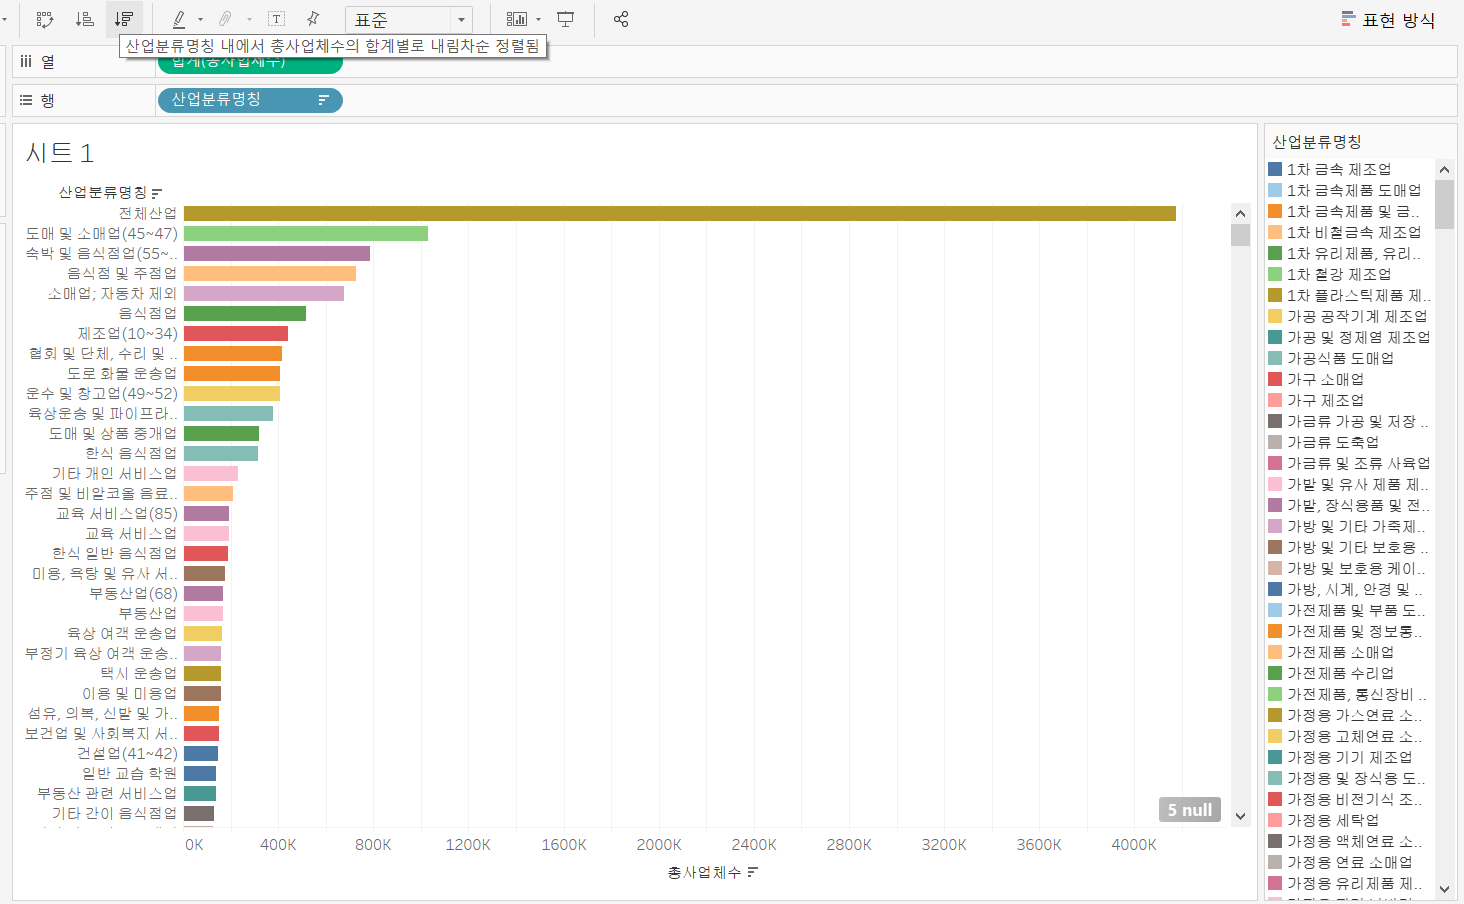 표준
표현 방식
산업분류명칭 내에서 총사업체수의 합계별로 내림차순 정렬됨
열
합계(총사업체수)
행
산업분류명칭
시트 1
산업분류명칭
전체산업
도매 및 소매업(45~47)
숙박 및 음식점업(55~..
음식점 및 주점업
소매업; 자동차 제외
음식점업
제조업(10~34)
협회 및 단체, 수리 및 ..
도로 화물 운송업
운수 및 창고업(49~52)
육상운송 및 파이프라..
도매 및 상품 중개업
한식 음식점업
기타 개인 서비스업
주점 및 비알코올 음료..
교육 서비스업(85)
교육 서비스업
한식 일반 음식점업
미용, 욕탕 및 유사 서..
부동산업(68)
부동산업
육상 여객 운송업
부정기 육상 여객 운송..
택시 운송업
이용 및 미용업
섬유, 의복, 신발 및 가..
보건업 및 사회복지 서..
건설업(41~42)
일반 교습 학원
부동산 관련 서비스업
기타 간이 음식점업
5 null
0K 400K 800K 1200K 1600K 2000K 2400K 2800K 3200K 3600K 4000K
총사업체수
산업분류명칭
1차 금속 제조업
1차 금속제품 도매업
1차 금속제품 및 금..
1차 비철금속 제조업
1차 유리제품, 유리..
1차 철강 제조업
1차 플라스틱제품 제..
가공 공작기계 제조업
가공 및 정제염 제조업
가공식품 도매업
가구 소매업
가구 제조업
가금류 가공 및 저장 ..
가금류 도축업
가금류 및 조류 사육업
가발 및 유사 제품 제..
가발, 장식용품 및 전..
가방 및 기타 가죽제..
가방 및 기타 보호용 ..
가방 및 보호용 케이..
가방, 시계, 안경 및 ..
가전제품 및 부품 도..
가전제품 및 정보통..
가전제품 소매업
가전제품 수리업
가전제품, 통신장비 ..
가정용 가스연료 소..
가정용 고체연료 소..
가정용 기기 제조업
가정용 및 장식용 도..
가정용 비전기식 조..
가정용 세탁업
가정용 액체연료 소..
가정용 연료 소매업
가정용 유리제품 제..